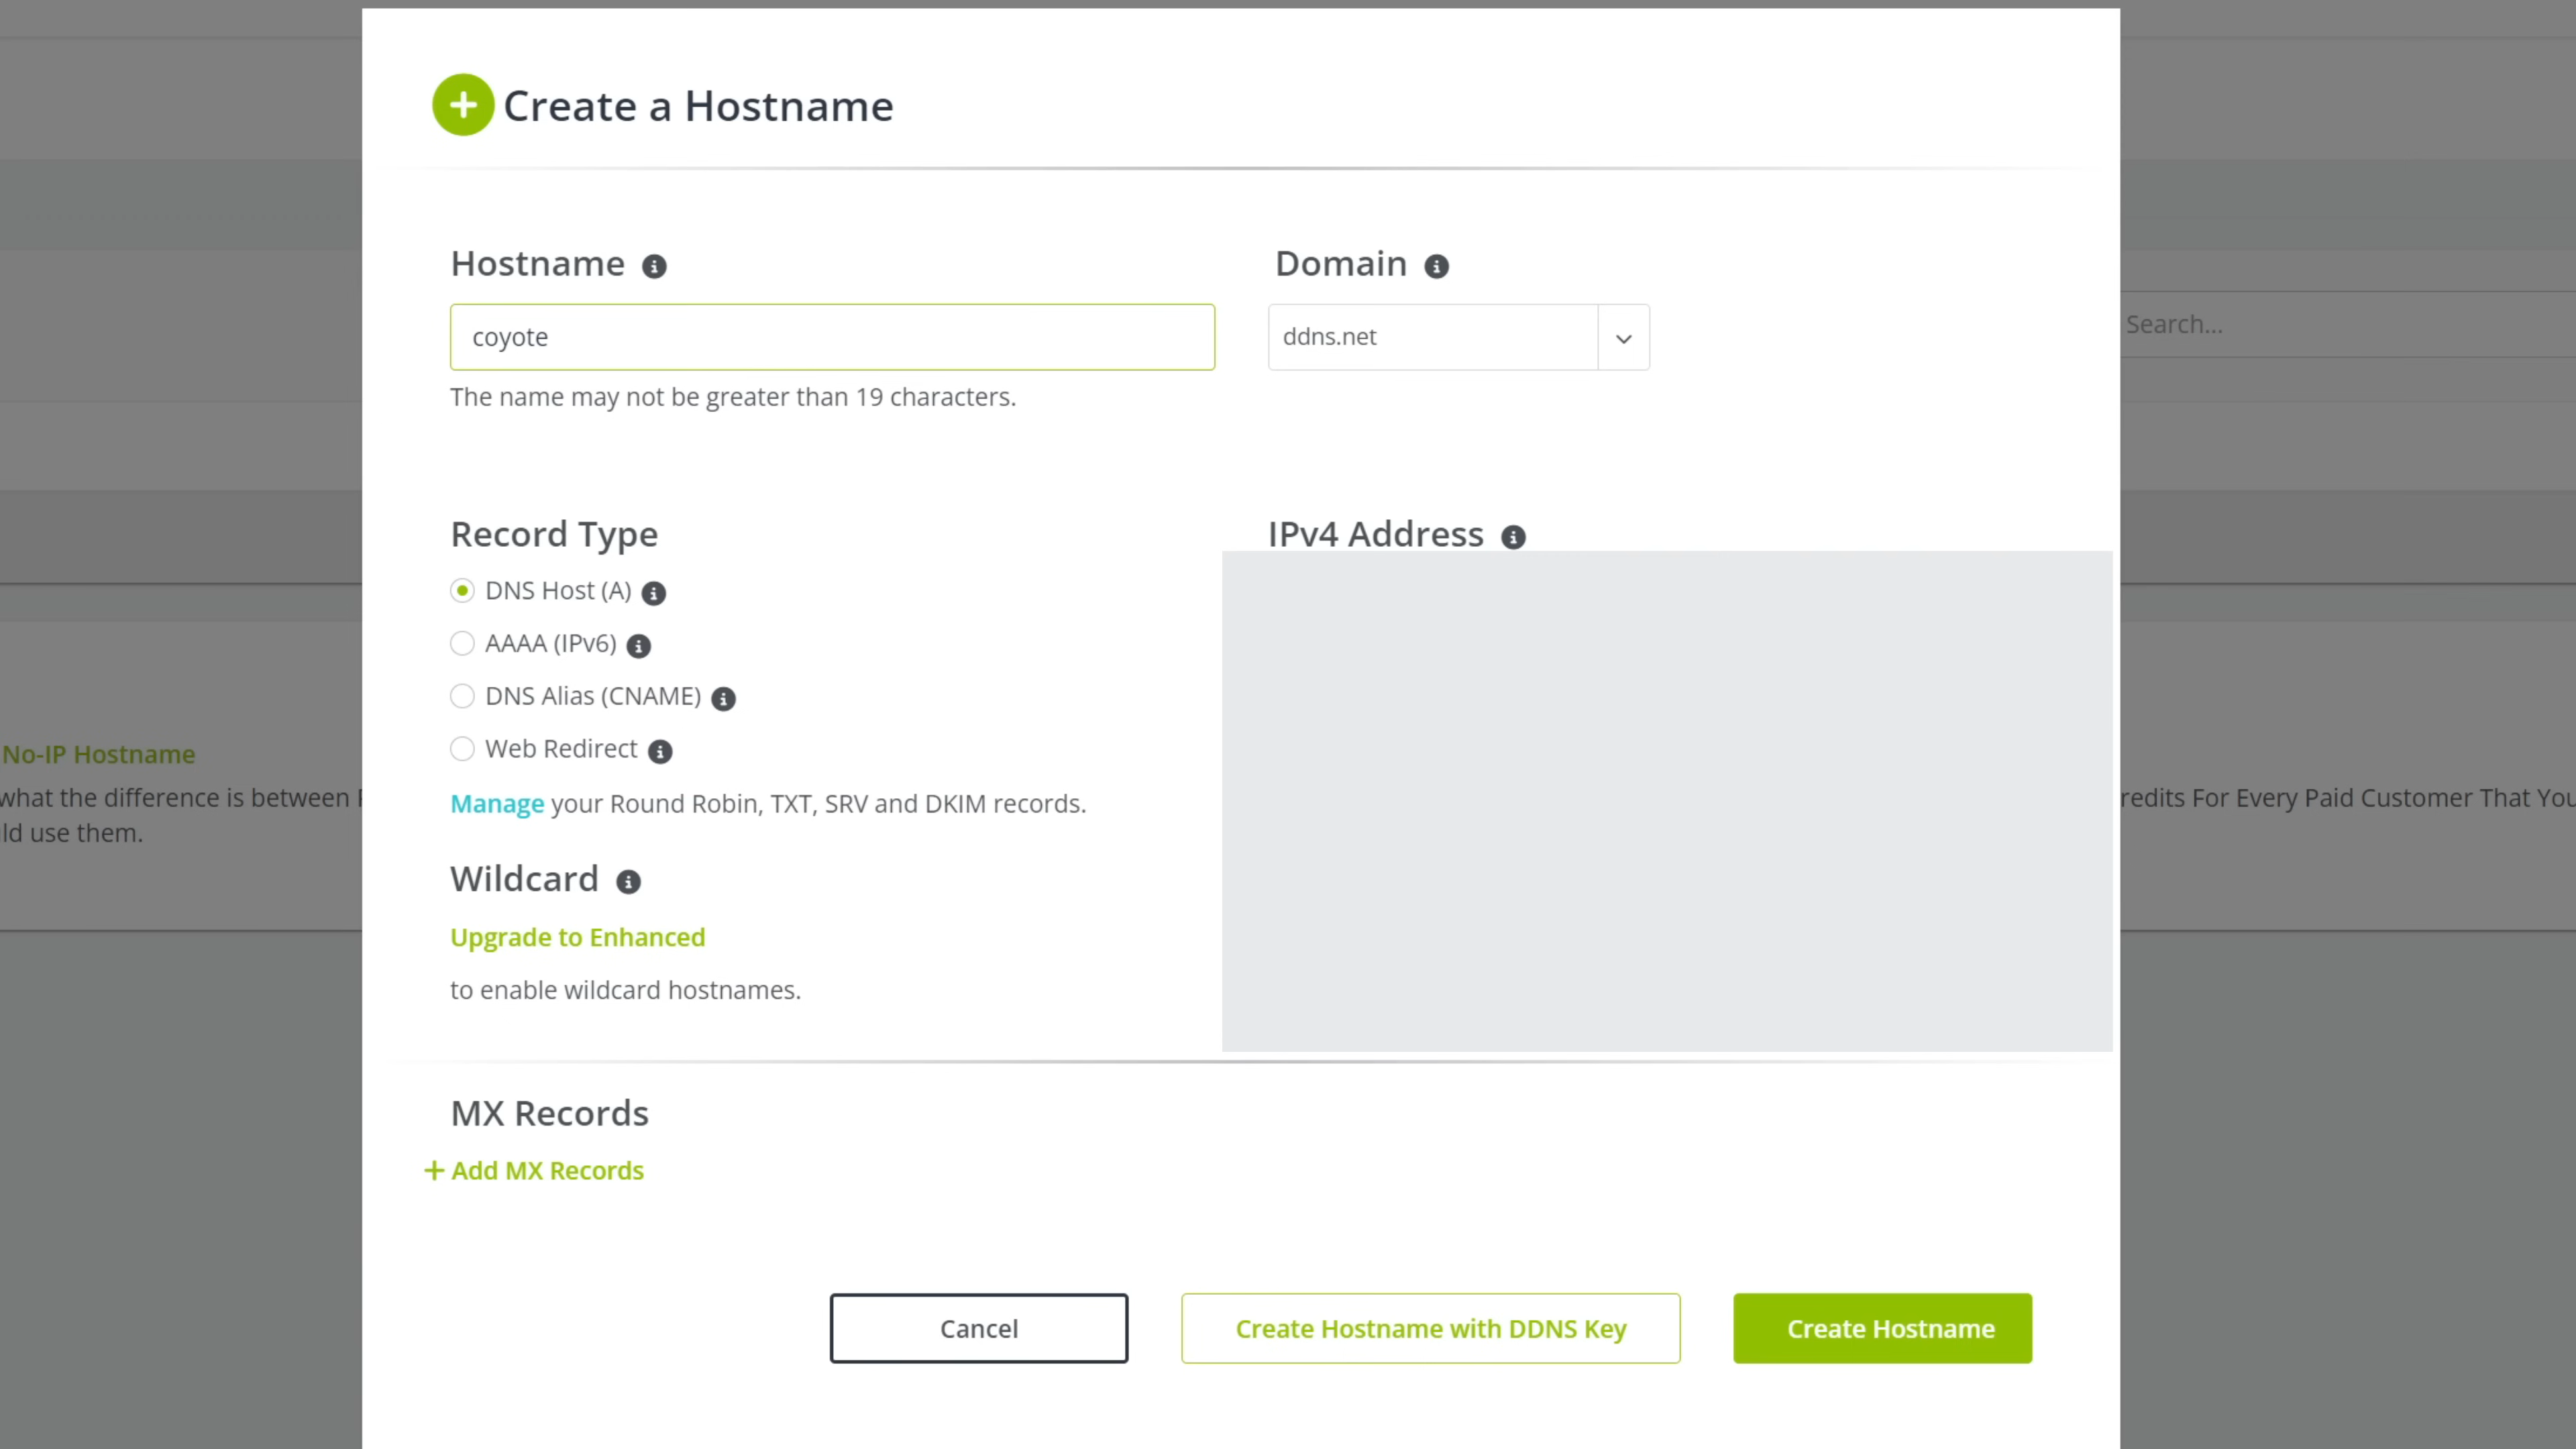 Create a Hostname
Hostname
Domain
coyote
ddns.net
Search...
The name may not be greater than 19 characters.
Record Type
IPv4 Address
DNS Host (A)
AAAA (IPv6)
DNS Alias (CNAME)
Web Redirect
No-IP Hostname
what the difference is between
redits For Every Paid Customer That You
Manage your Round Robin, TXT, SRV and DKIM records.
ld use them.
Wildcard
Upgrade to Enhanced
to enable wildcard hostnames.
MX Records
+ Add MX Records
Cancel
Create Hostname with DDNS Key
Create Hostname